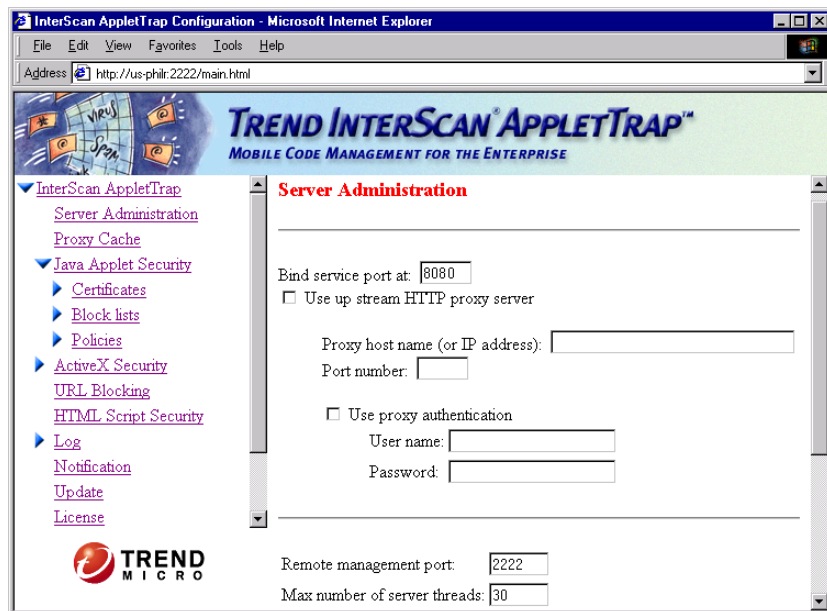 InterScan AppletTrap Configuration - Microsoft Internet Explorer
File Edit View Favorites Tools Help
Address http://us-philr:2222/main.html
VIRUS
Spam
TREND INTERSCAN® APPLETTRAP™
MOBILE CODE MANAGEMENT FOR THE ENTERPRISE
InterScan AppletTrap
Server Administration
Proxy Cache
Java Applet Security
Certificates
Block lists
Policies
ActiveX Security
URL Blocking
HTML Script Security
Log
Notification
Update
License
TREND
MICRO
Server Administration
Bind service port at: 8080
Use up stream HTTP proxy server
Proxy host name (or IP address):
Port number:
Use proxy authentication
User name:
Password:
Remote management port: 2222
Max number of server threads: 30